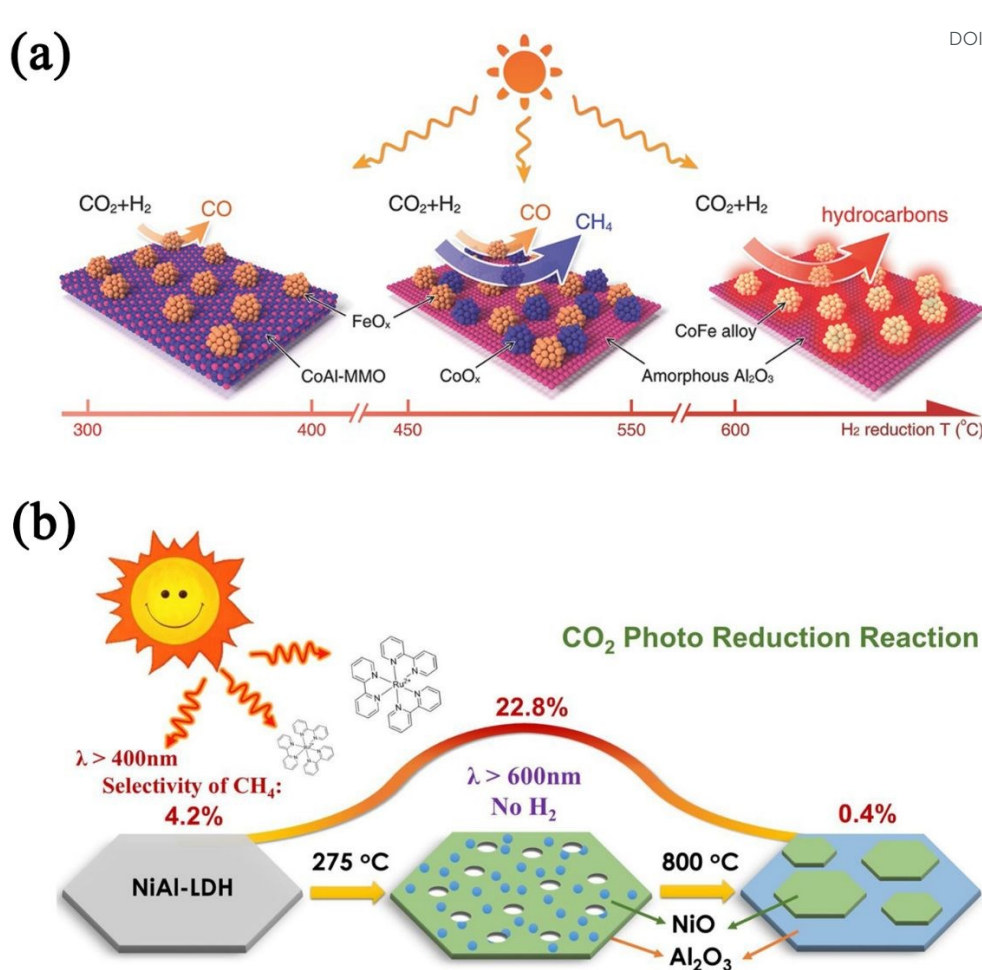 (a)
DOI
CO₂+H₂
CO
CO₂+H₂
CO
CH₄
CO₂+H₂
hydrocarbons
FeOₓ
CoAl-MMO
CoOₓ
CoFe alloy
Amorphous Al₂O₃
300
400
450
550
600
H₂ reduction T (°C)
(b)
CO₂ Photo Reduction Reaction
Ru²⁺
N
N
N
N
N
N
22.8%
λ > 400nm
Selectivity of CH₄:
4.2%
λ > 600nm
No H₂
0.4%
NiAl-LDH
275 °C
800 °C
NiO
Al₂O₃